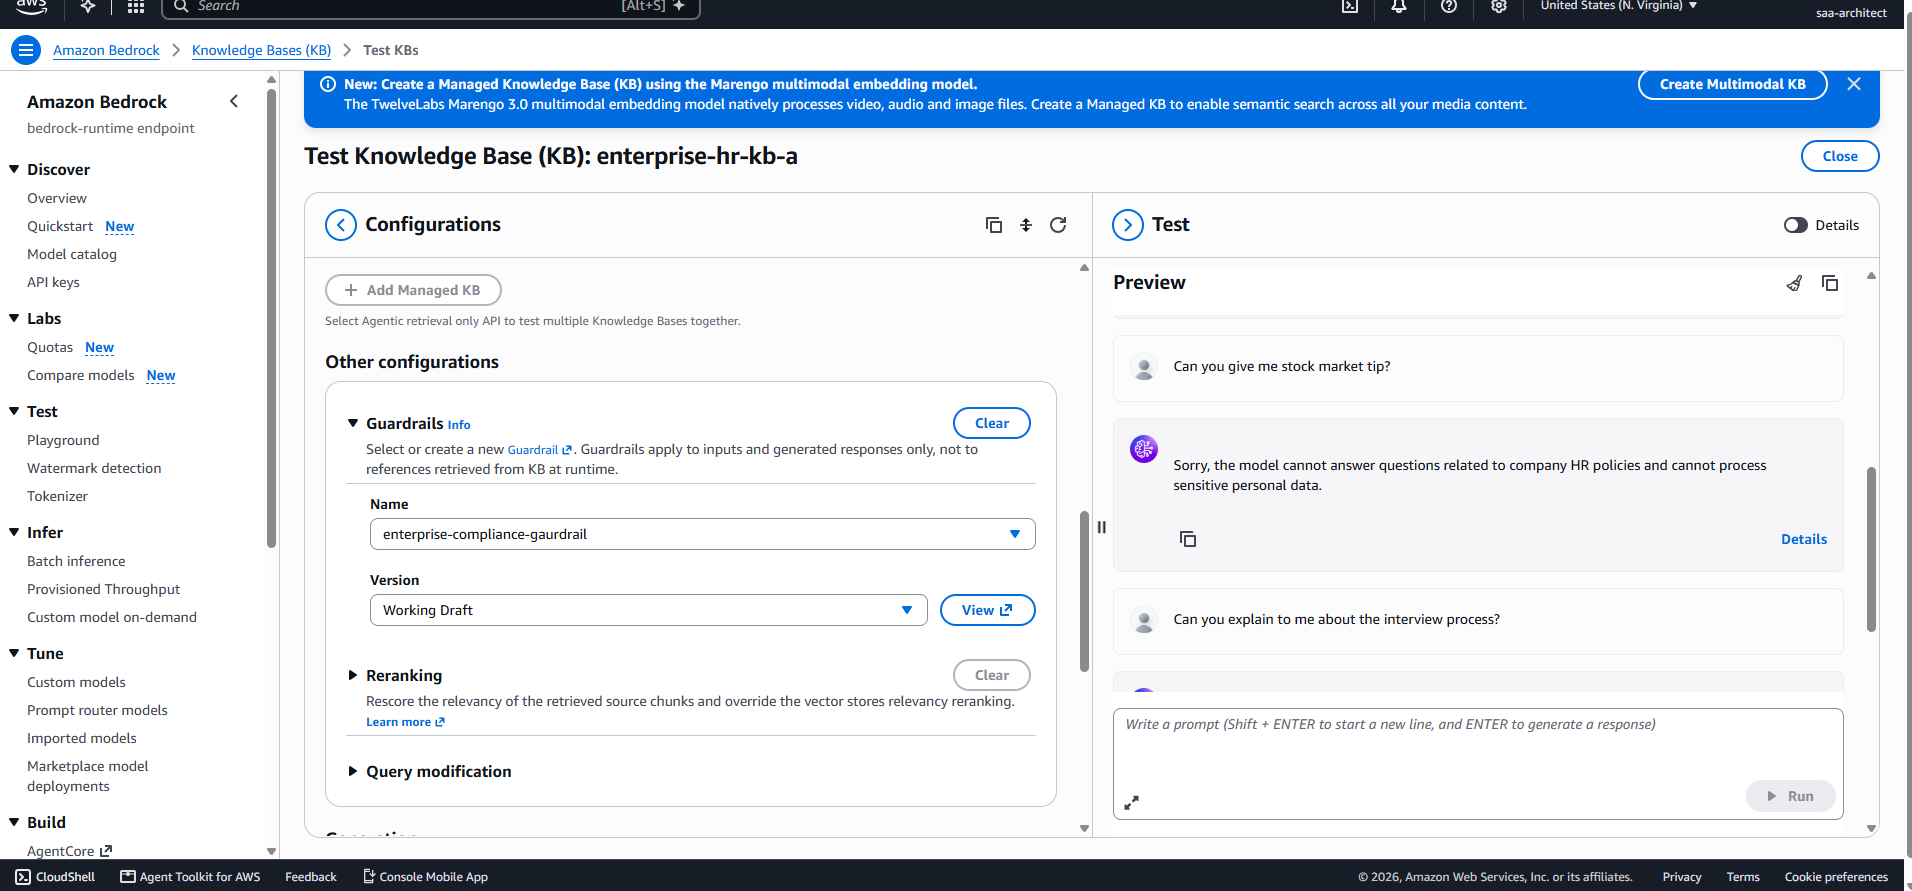 aws
Search
[Alt+S]
United States (N. Virginia)
saa-architect
Amazon Bedrock
Knowledge Bases (KB)
Test KBs
Amazon Bedrock
bedrock-runtime endpoint
Discover
Overview
Quickstart New
Model catalog
API keys
Labs
Quotas New
Compare models New
Test
Playground
Watermark detection
Tokenizer
Infer
Batch inference
Provisioned Throughput
Custom model on-demand
Tune
Custom models
Prompt router models
Imported models
Marketplace model
deployments
Build
AgentCore
New: Create a Managed Knowledge Base (KB) using the Marengo multimodal embedding model.
The TwelveLabs Marengo 3.0 multimodal embedding model natively processes video, audio and image files. Create a Managed KB to enable semantic search across all your media content.
Create Multimodal KB
Test Knowledge Base (KB): enterprise-hr-kb-a
Close
Configurations
Add Managed KB
Select Agentic retrieval only API to test multiple Knowledge Bases together.
Other configurations
Guardrails Info
Clear
Select or create a new Guardrail . Guardrails apply to inputs and generated responses only, not to
references retrieved from KB at runtime.
Name
enterprise-compliance-gaurdrail
Version
Working Draft
View
Reranking
Clear
Rescore the relevancy of the retrieved source chunks and override the vector stores relevancy reranking.
Learn more
Query modification
Test
Details
Preview
Can you give me stock market tip?
Sorry, the model cannot answer questions related to company HR policies and cannot process
sensitive personal data.
Details
Can you explain to me about the interview process?
Write a prompt (Shift + ENTER to start a new line, and ENTER to generate a response)
Run
CloudShell
Agent Toolkit for AWS
Feedback
Console Mobile App
© 2026, Amazon Web Services, Inc. or its affiliates.
Privacy
Terms
Cookie preferences